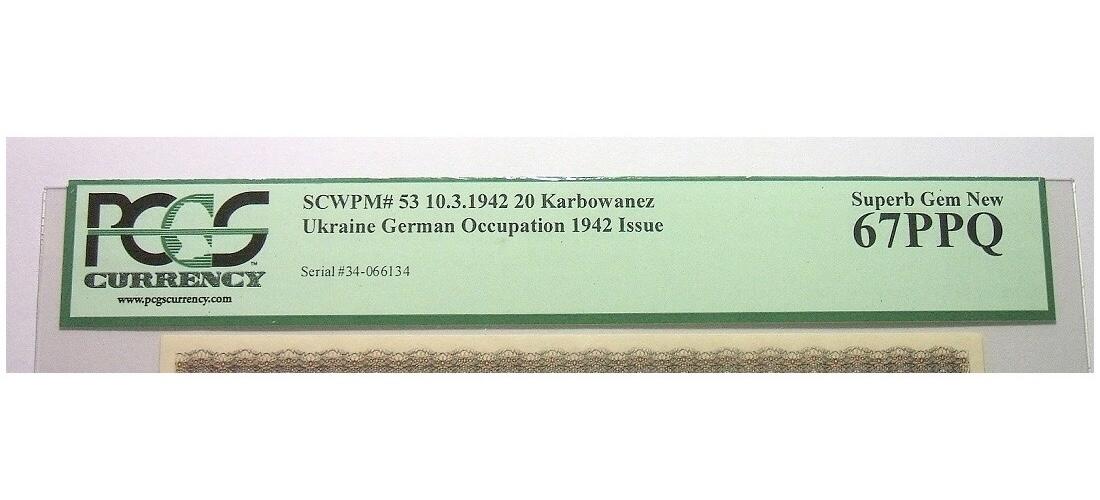 PCGS
CURRENCY
www.pcgscurrency.com
SCWPM# 53 10.3.1942 20 Karbowanez
Ukraine German Occupation 1942 Issue
Serial #34-066134
Superb Gem New
67PPQ